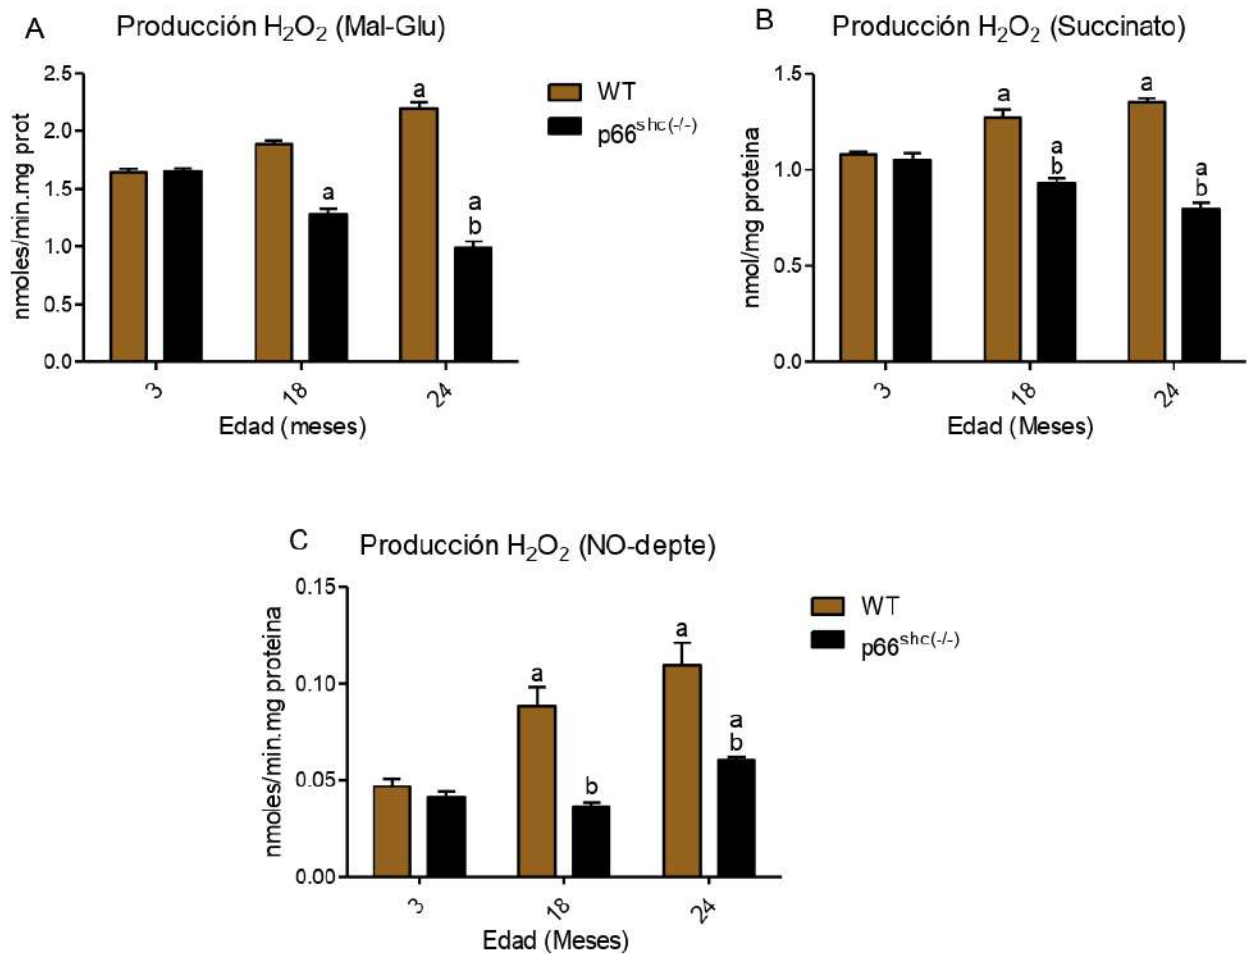 A
Producción H₂O₂ (Mal-Glu)
nmoles/min.mg prot
2.5
2.0
1.5
1.0
0.5
0.0
a
a
a
b
3
18
24
Edad (meses)
WT
p66shc(-/-)
B
Producción H₂O₂ (Succinato)
nmol/mg proteina
1.5
1.0
0.5
0.0
a
a
b
a
a
b
3
18
24
Edad (Meses)
C
Producción H₂O₂ (NO-depte)
nmoles/min.mg proteina
0.15
0.10
0.05
0.00
a
b
a
a
b
3
18
24
Edad (Meses)
WT
p66shc(-/-)